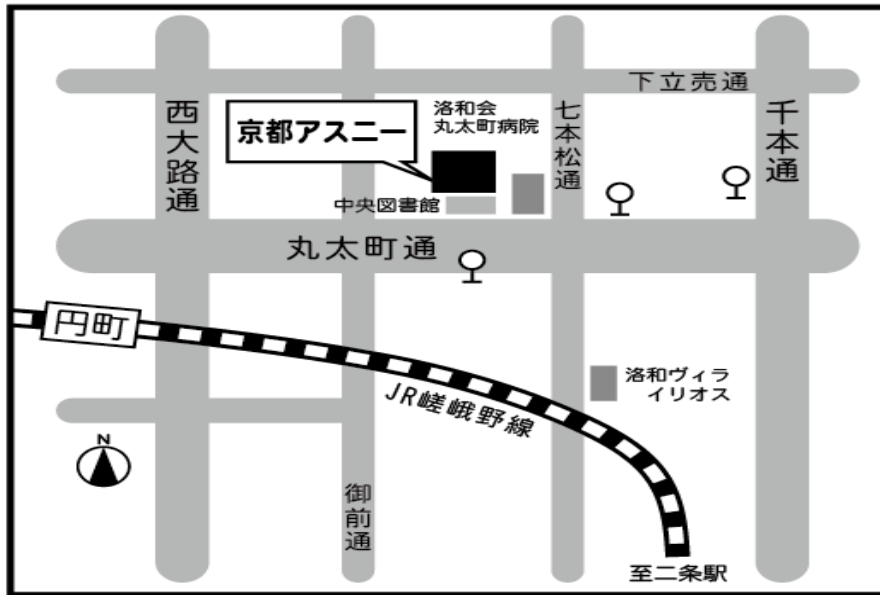 下立売通
西大路通
京都アスニー
洛和会
丸太町病院
七本松通
千本通
中央図書館
丸太町通
円町
JR嵯峨野線
洛和ヴィラ
イリオス
N
御前通
至二条駅